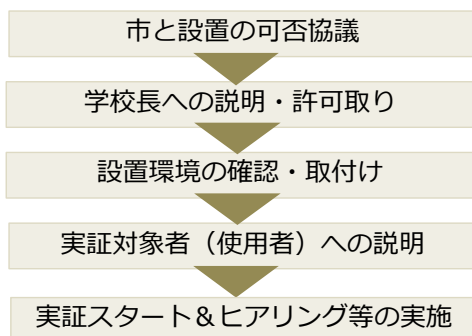 市と設置の可否協議
学校長への説明・許可取り
設置環境の確認・取付け
実証対象者（使用者）への説明
実証スタート＆ヒアリング等の実施